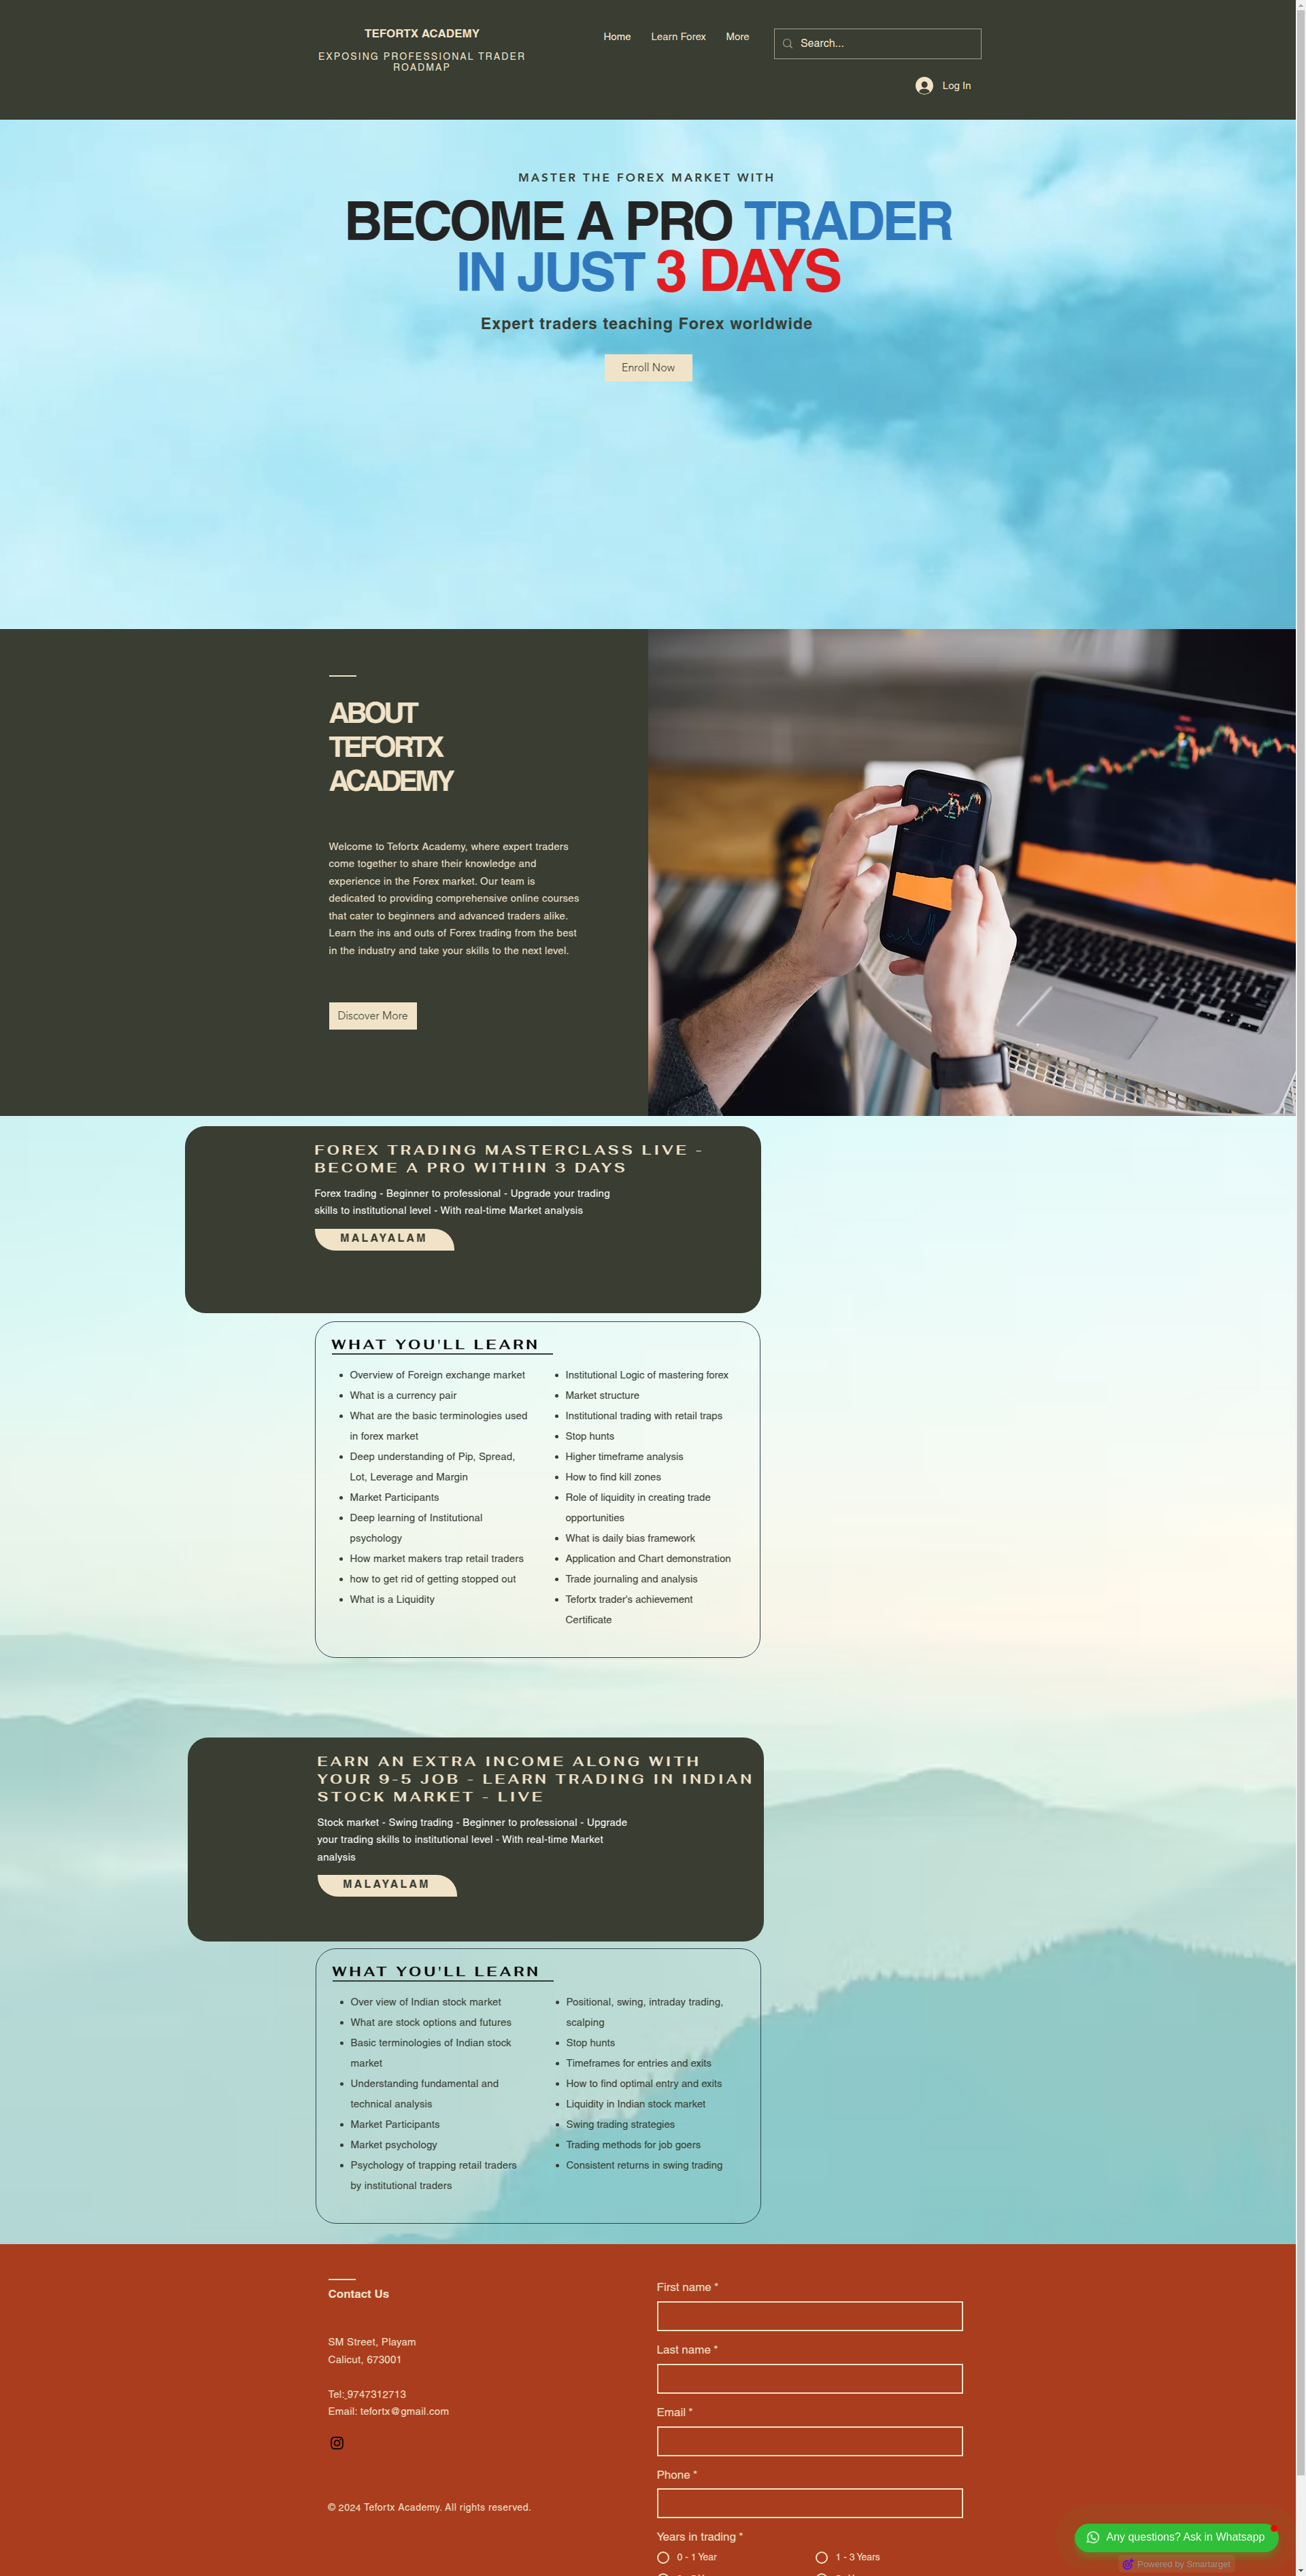 TEFORTX ACADEMY
EXPOSING PROFESSIONAL TRADER
ROADMAP
Home
Learn Forex
More
Search...
Log In
MASTER THE FOREX MARKET WITH
BECOME A PRO TRADER
IN JUST 3 DAYS
Expert traders teaching Forex worldwide
Enroll Now
ABOUT
TEFORTX
ACADEMY
Welcome to Tefortx Academy, where expert traders
come together to share their knowledge and
experience in the Forex market. Our team is
dedicated to providing comprehensive online courses
that cater to beginners and advanced traders alike.
Learn the ins and outs of Forex trading from the best
in the industry and take your skills to the next level.
Discover More
FOREX TRADING MASTERCLASS LIVE -
BECOME A PRO WITHIN 3 DAYS
Forex trading - Beginner to professional - Upgrade your trading
skills to institutional level - With real-time Market analysis
MALAYALAM
WHAT YOU'LL LEARN
Overview of Foreign exchange market
What is a currency pair
What are the basic terminologies used
in forex market
Deep understanding of Pip, Spread,
Lot, Leverage and Margin
Market Participants
Deep learning of Institutional
psychology
How market makers trap retail traders
how to get rid of getting stopped out
What is a Liquidity
Institutional Logic of mastering forex
Market structure
Institutional trading with retail traps
Stop hunts
Higher timeframe analysis
How to find kill zones
Role of liquidity in creating trade
opportunities
What is daily bias framework
Application and Chart demonstration
Trade journaling and analysis
Tefortx trader's achievement
Certificate
EARN AN EXTRA INCOME ALONG WITH
YOUR 9-5 JOB - LEARN TRADING IN INDIAN
STOCK MARKET - LIVE
Stock market - Swing trading - Beginner to professional - Upgrade
your trading skills to institutional level - With real-time Market
analysis
MALAYALAM
WHAT YOU'LL LEARN
Over view of Indian stock market
What are stock options and futures
Basic terminologies of Indian stock
market
Understanding fundamental and
technical analysis
Market Participants
Market psychology
Psychology of trapping retail traders
by institutional traders
Positional, swing, intraday trading,
scalping
Stop hunts
Timeframes for entries and exits
How to find optimal entry and exits
Liquidity in Indian stock market
Swing trading strategies
Trading methods for job goers
Consistent returns in swing trading
Contact Us
SM Street, Playam
Calicut, 673001
Tel: 9747312713
Email: tefortx@gmail.com
© 2024 Tefortx Academy. All rights reserved.
First name *
Last name *
Email *
Phone *
Years in trading *
0 - 1 Year
1 - 3 Years
Any questions? Ask in Whatsapp
Powered by Smartarget